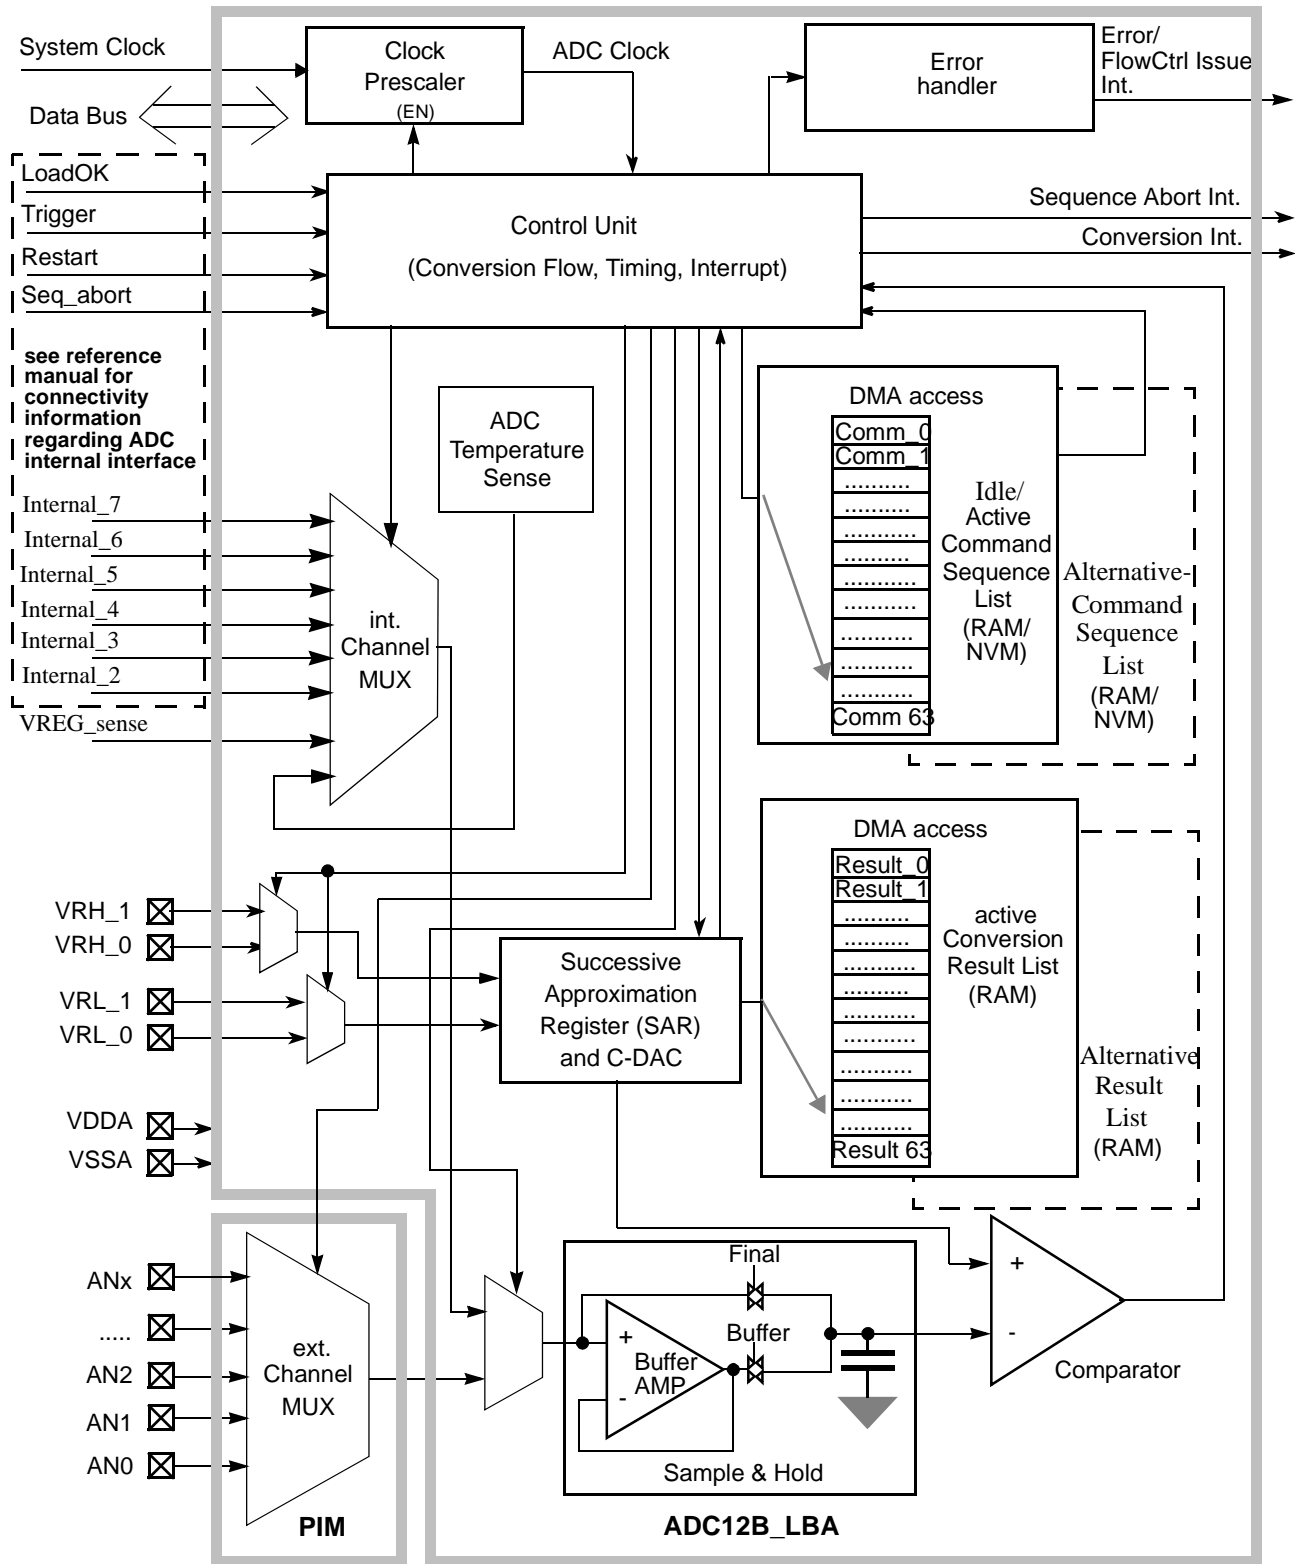 System Clock
Data Bus
Clock
Prescaler
(EN)
ADC Clock
Error
handler
Error/
FlowCtrl Issue
Int.
LoadOK
Trigger
Restart
Seq_abort
Control Unit
(Conversion Flow, Timing, Interrupt)
Sequence Abort Int.
Conversion Int.
see reference
manual for
connectivity
information
regarding ADC
internal interface
Internal_7
Internal_6
Internal_5
Internal_4
Internal_3
Internal_2
VREG_sense
ADC
Temperature
Sense
int.
Channel
MUX
DMA access
Comm_0
Comm_1
..........
..........
...........
...........
...........
...........
...........
...........
...........
Comm 63
Idle/
Active
Command
Sequence
List
(RAM/
NVM)
Alternative-
Command
Sequence
List
(RAM/
NVM)
VRH_1
VRH_0
VRL_1
VRL_0
VDDA
VSSA
Successive
Approximation
Register (SAR)
and C-DAC
DMA access
Result_0
Result_1
..........
..........
...........
...........
...........
...........
...........
...........
...........
Result 63
active
Conversion
Result List
(RAM)
Alternative
Result
List
(RAM)
ANx
.....
AN2
AN1
AN0
ext.
Channel
MUX
PIM
Final
Buffer
+
Buffer
AMP
-
Sample & Hold
+
-
Comparator
ADC12B_LBA